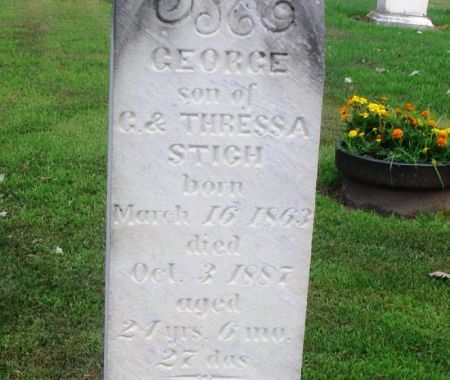 GEORGE
son of
G. & THRESSA
STIGH
born
March 16 1863
died
Oct. 3 1887
aged
24 yrs. 6 mo.
27 das